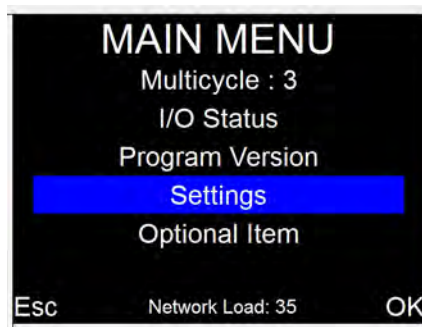 MAIN MENU
Multicycle : 3
I/O Status
Program Version
Settings
Optional Item
Esc Network Load: 35 OK